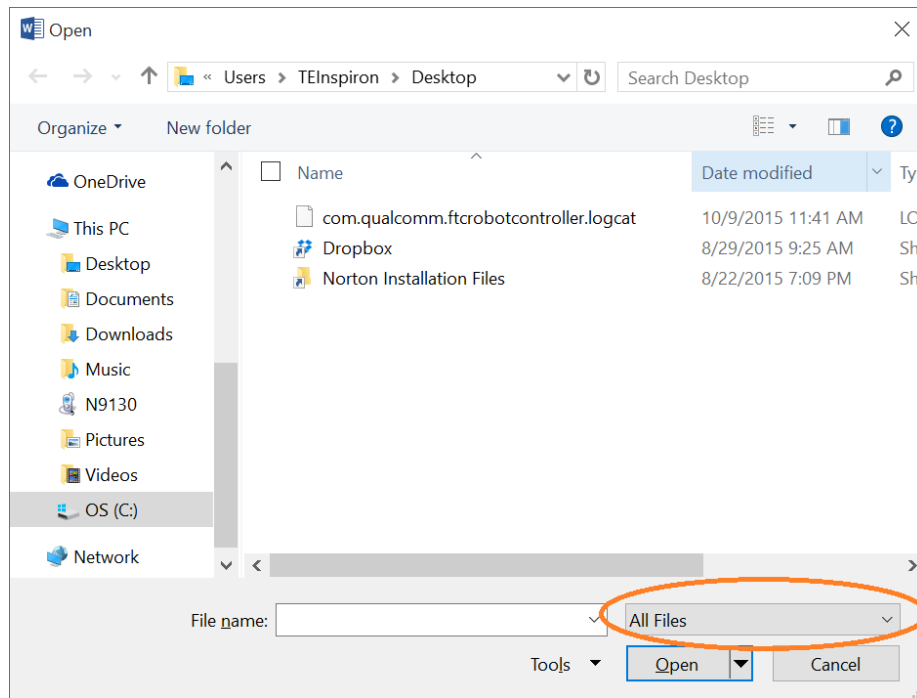 Open
« Users > TEInspiron > Desktop
Search Desktop
Organize
New folder
Name
Date modified
Ty
OneDrive
This PC
Desktop
Documents
Downloads
Music
N9130
Pictures
Videos
OS (C:)
Network
com.qualcomm.ftcrobotcontroller.logcat 10/9/2015 11:41 AM LO
Dropbox 8/29/2015 9:25 AM Sh
Norton Installation Files 8/22/2015 7:09 PM Sh
File name:
All Files
Tools
Open
Cancel